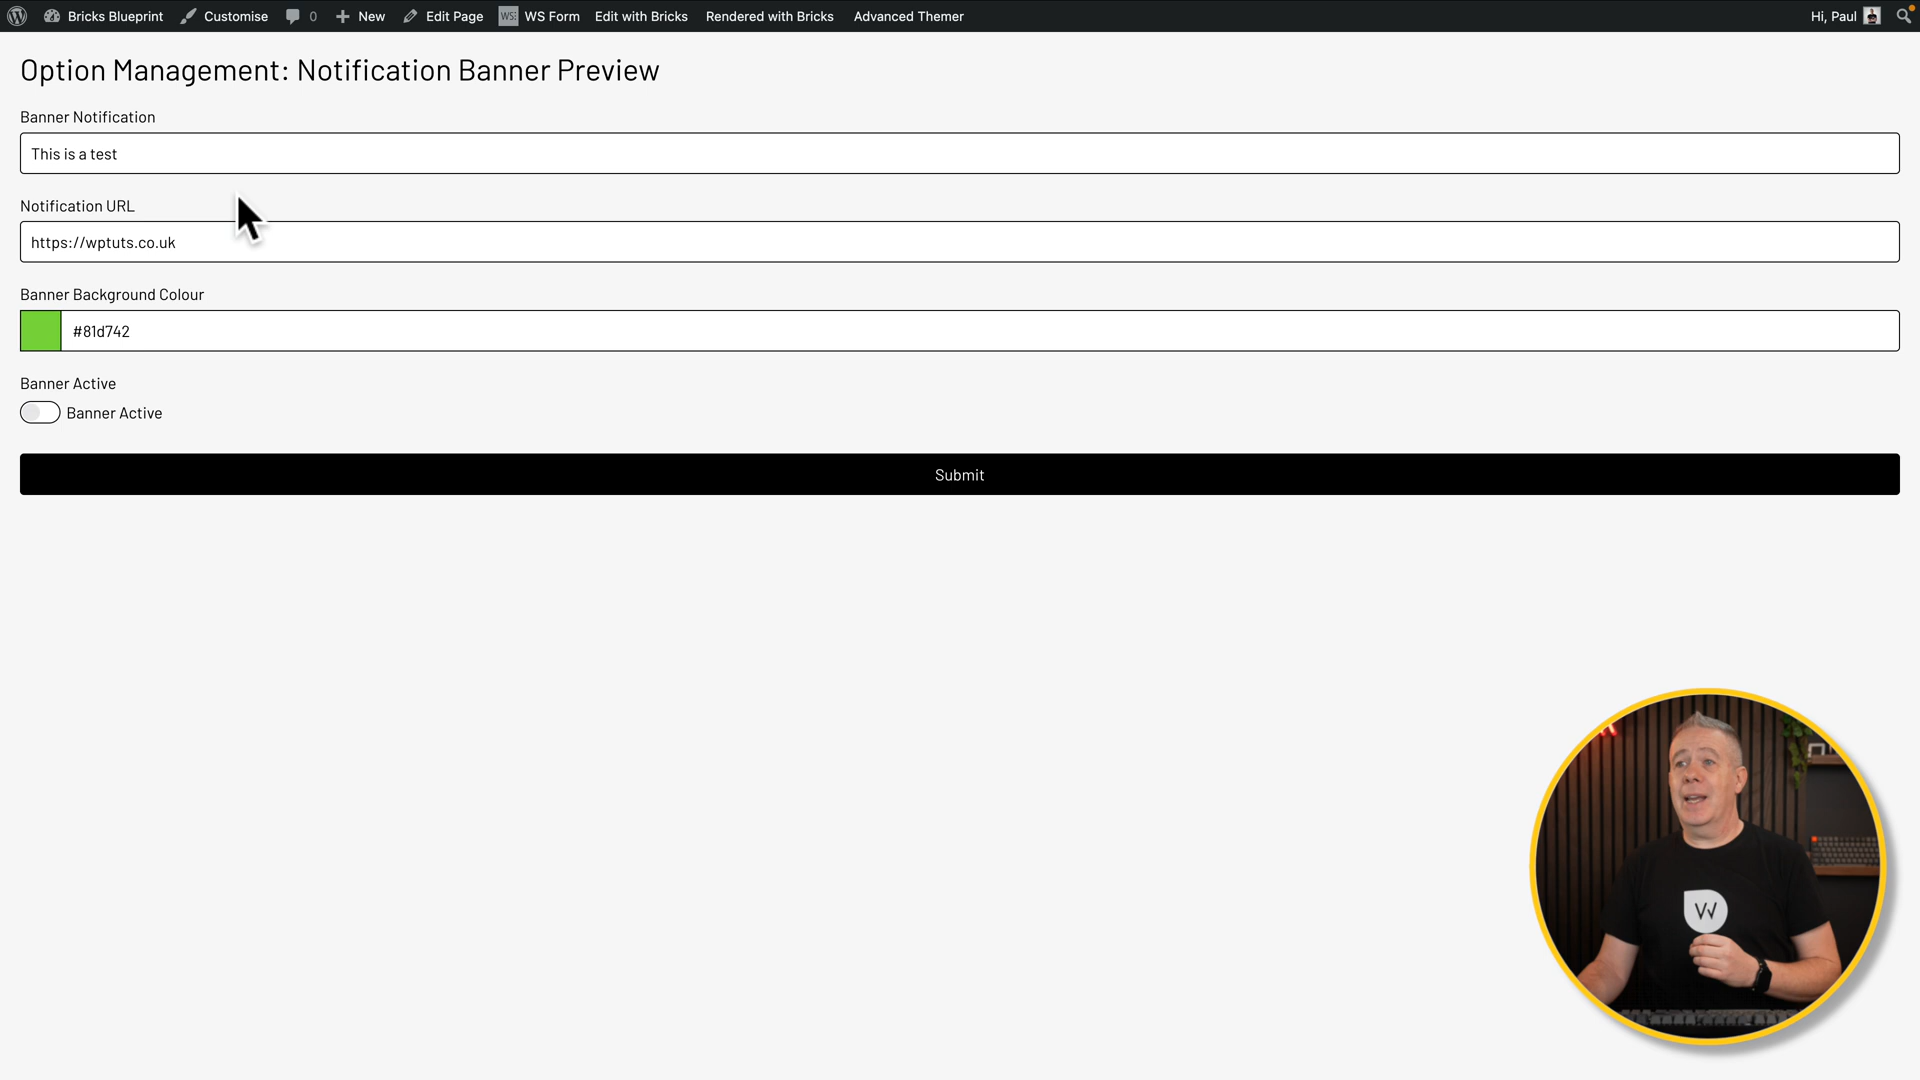 Bricks Blueprint Customise 0 New Edit Page WS Form Edit with Bricks Rendered with Bricks Advanced Themer Hi, Paul
Option Management: Notification Banner Preview
Banner Notification
This is a test
Notification URL
https://wptuts.co.uk
Banner Background Colour
#81d742
Banner Active
Banner Active
Submit
W